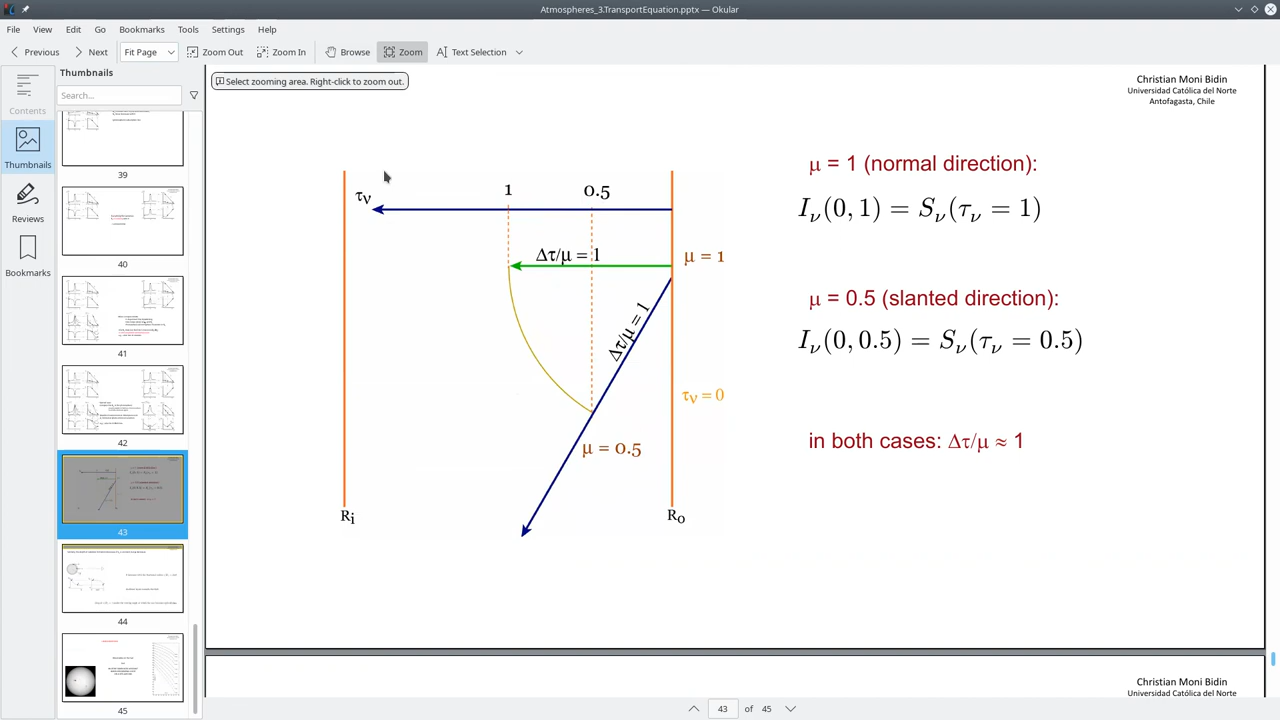 Atmospheres_3.TransportEquation.pptx — Okular
File View Edit Go Bookmarks Tools Settings Help
Previous Next Fit Page Zoom Out Zoom In Browse Zoom Text Selection
Contents
Thumbnails
Reviews
Bookmarks
Thumbnails
Search...
39
40
41
42
43
44
45
Select zooming area. Right-click to zoom out.
Christian Moni Bidin
Universidad Católica del Norte
Antofagasta, Chile
τν 1 0.5
Δτ/μ = 1
μ = 1
Δτ/μ = 1
τν = 0
μ = 0.5
Ri
Ro
μ = 1 (normal direction):
Iν(0, 1) = Sν(τν = 1)
μ = 0.5 (slanted direction):
Iν(0, 0.5) = Sν(τν = 0.5)
in both cases: Δτ/μ ≈ 1
Christian Moni Bidin
Universidad Católica del Norte
43 of 45